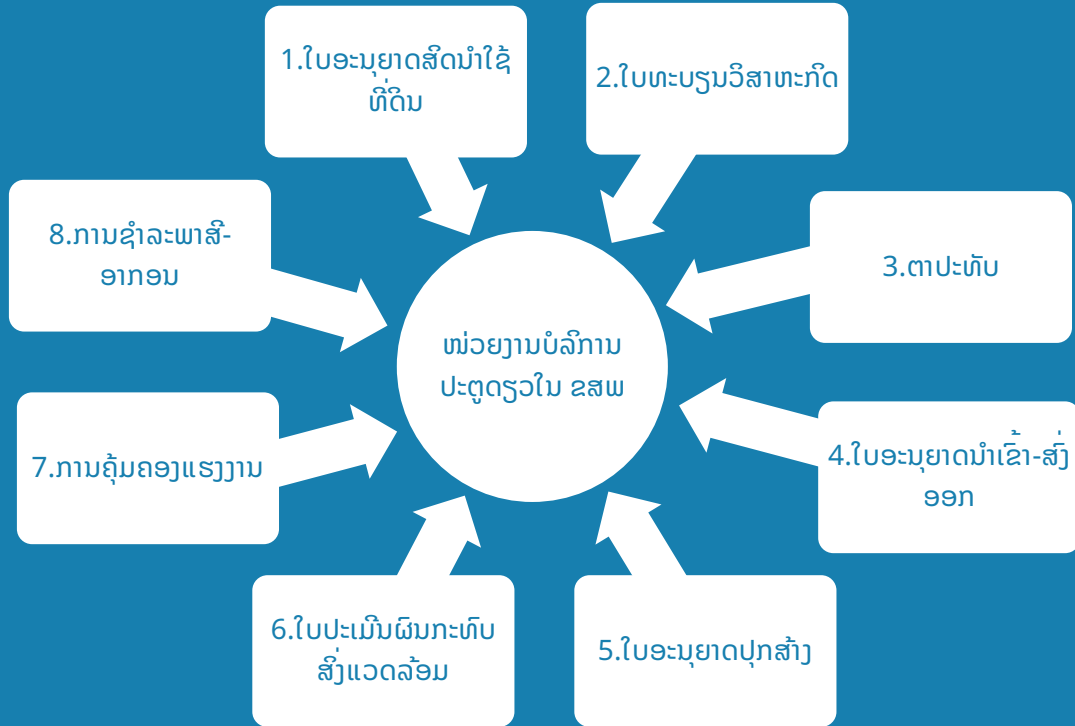 1.ໃບອະນຸຍາດສິດນຳໃຊ້
ທີ່ດິນ
2.ໃບທະບຽນວິສາຫະກິດ
3.ຕາປະທັບ
4.ໃບອະນຸຍາດນຳເຂົ້າ-ສົ່ງ
ອອກ
5.ໃບອະນຸຍາດປຸກສ້າງ
6.ໃບປະເມີນຜົນກະທົບ
ສິ່ງແວດລ້ອມ
7.ການຄຸ້ມຄອງແຮງງານ
8.ການຊຳລະພາສີ-
ອາກອນ
ໜ່ວຍງານບໍລິການ
ປະຕູດຽວໃນ ຂສພ